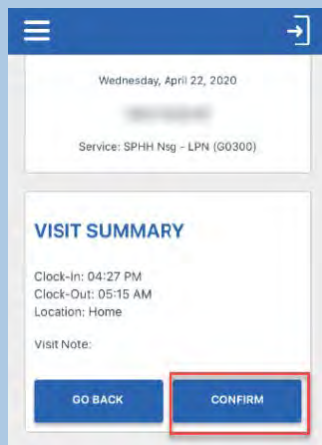 Wednesday, April 22, 2020
Service: SPHH Nsg - LPN (G0300)
VISIT SUMMARY
Clock-In: 04:27 PM
Clock-Out: 05:15 AM
Location: Home
Visit Note:
GO BACK
CONFIRM